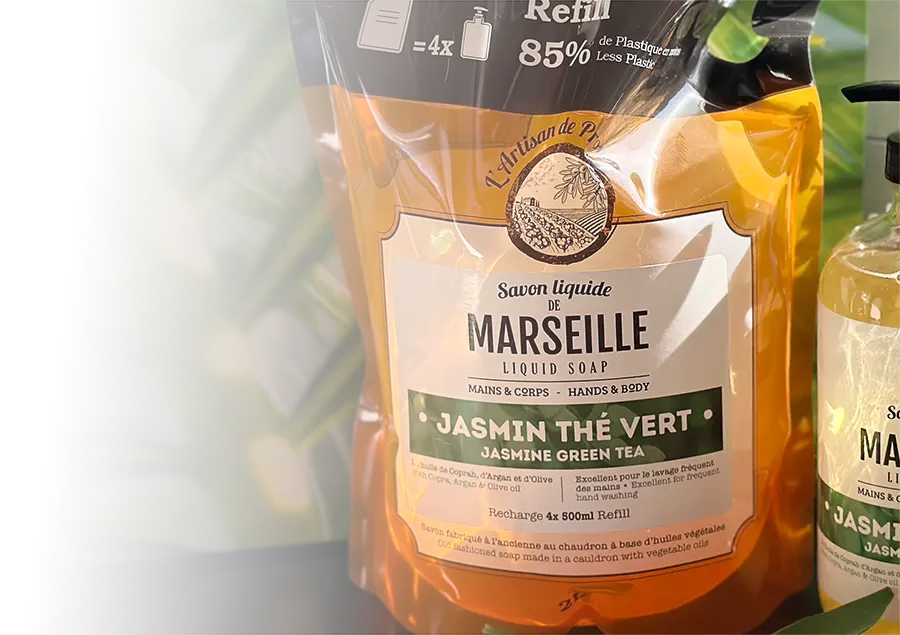 Refill
=4x
85% de Plastique en moins
Less Plastic
L'Artisan de
Savon liquide
DE
MARSEILLE
LIQUID SOAP
MAINS & CORPS - HANDS & BODY
• JASMIN THÉ VERT •
JASMINE GREEN TEA
À l'huile de Coprah, d'Argan et d'Olive
With Copra, Argan & Olive oil
Excellent pour le lavage fréquent
des mains • Excellent for frequent
hand washing
Recharge 4x 500ml Refill
Savon fabriqué à l'ancienne au chaudron à base d'huiles végétales
Old fashioned soap made in a cauldron with vegetable oils
MA
LI
MAINS & C
• JASMI
JASM